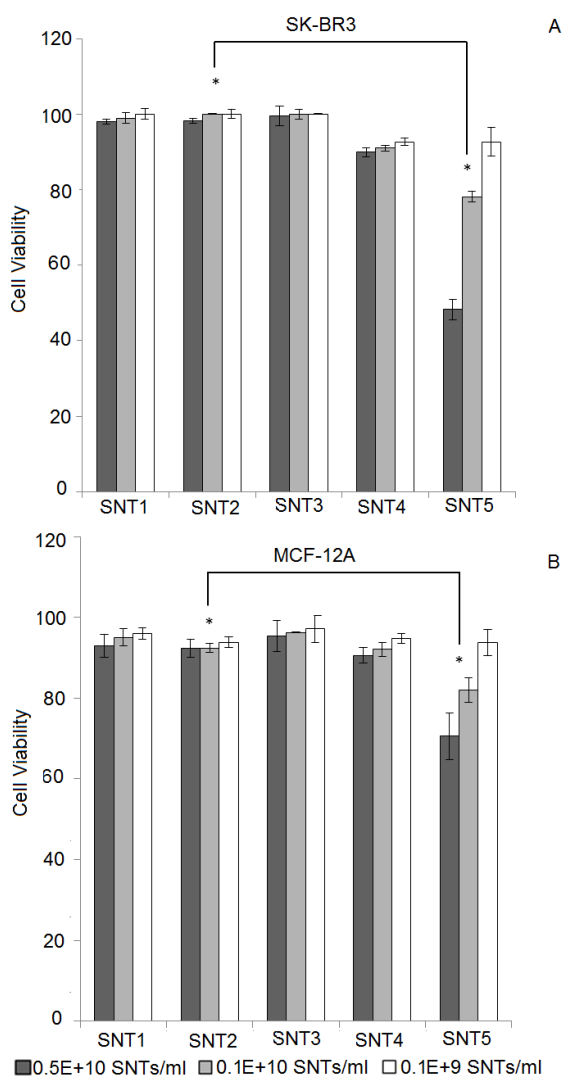 SK-BR3
A
120
100
80
60
40
20
0
Cell Viability
*
*
SNT1 SNT2 SNT3 SNT4 SNT5
MCF-12A
B
120
100
80
60
40
20
0
Cell Viability
*
*
SNT1 SNT2 SNT3 SNT4 SNT5
0.5E+10 SNTs/ml 0.1E+10 SNTs/ml 0.1E+9 SNTs/ml